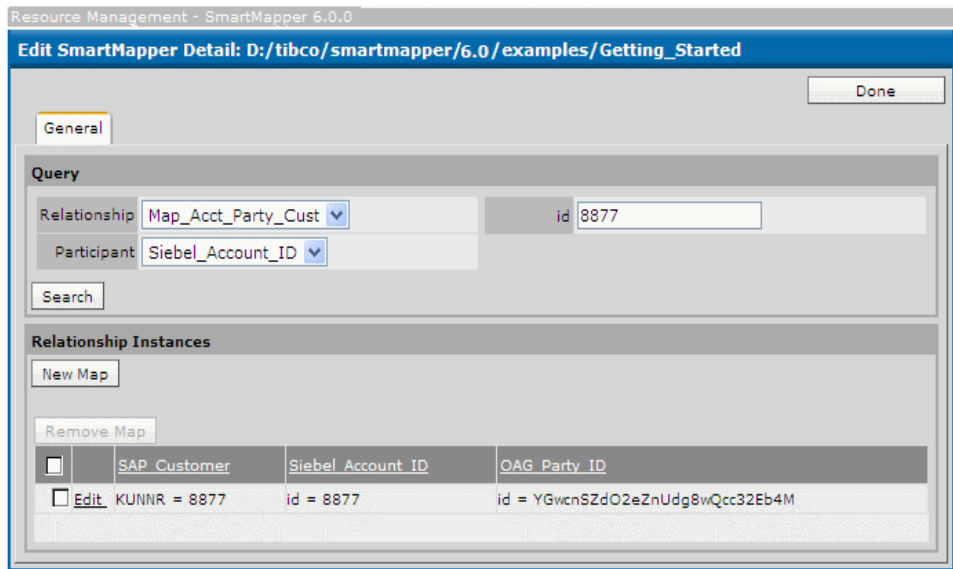 Resource Management - SmartMapper 6.0.0
Edit SmartMapper Detail: D:/tibco/smartmapper/6.0/examples/Getting_Started
Done
General
Query
Relationship Map_Acct_Party_Cust id 8877
Participant Siebel_Account_ID
Search
Relationship Instances
New Map
Remove Map
SAP_Customer Siebel_Account_ID OAG_Party_ID
Edit KUNNR = 8877 id = 8877 id = YGwcnSZdO2eZnUdg8wQcc32Eb4M